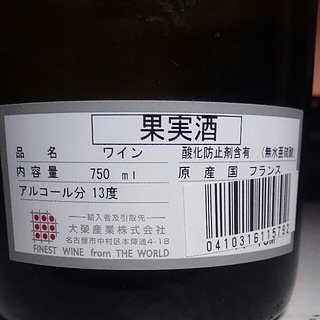 果実酒
品名 ワイン 酸化防止剤含有 (無水亜硫酸)
内容量 750 ml 原産国 フランス
アルコール分 13度
輸入者及引取先
大榮産業株式会社
名古屋市中村区本陣通4-18
FINEST WINE from THE WORLD
0410316115792